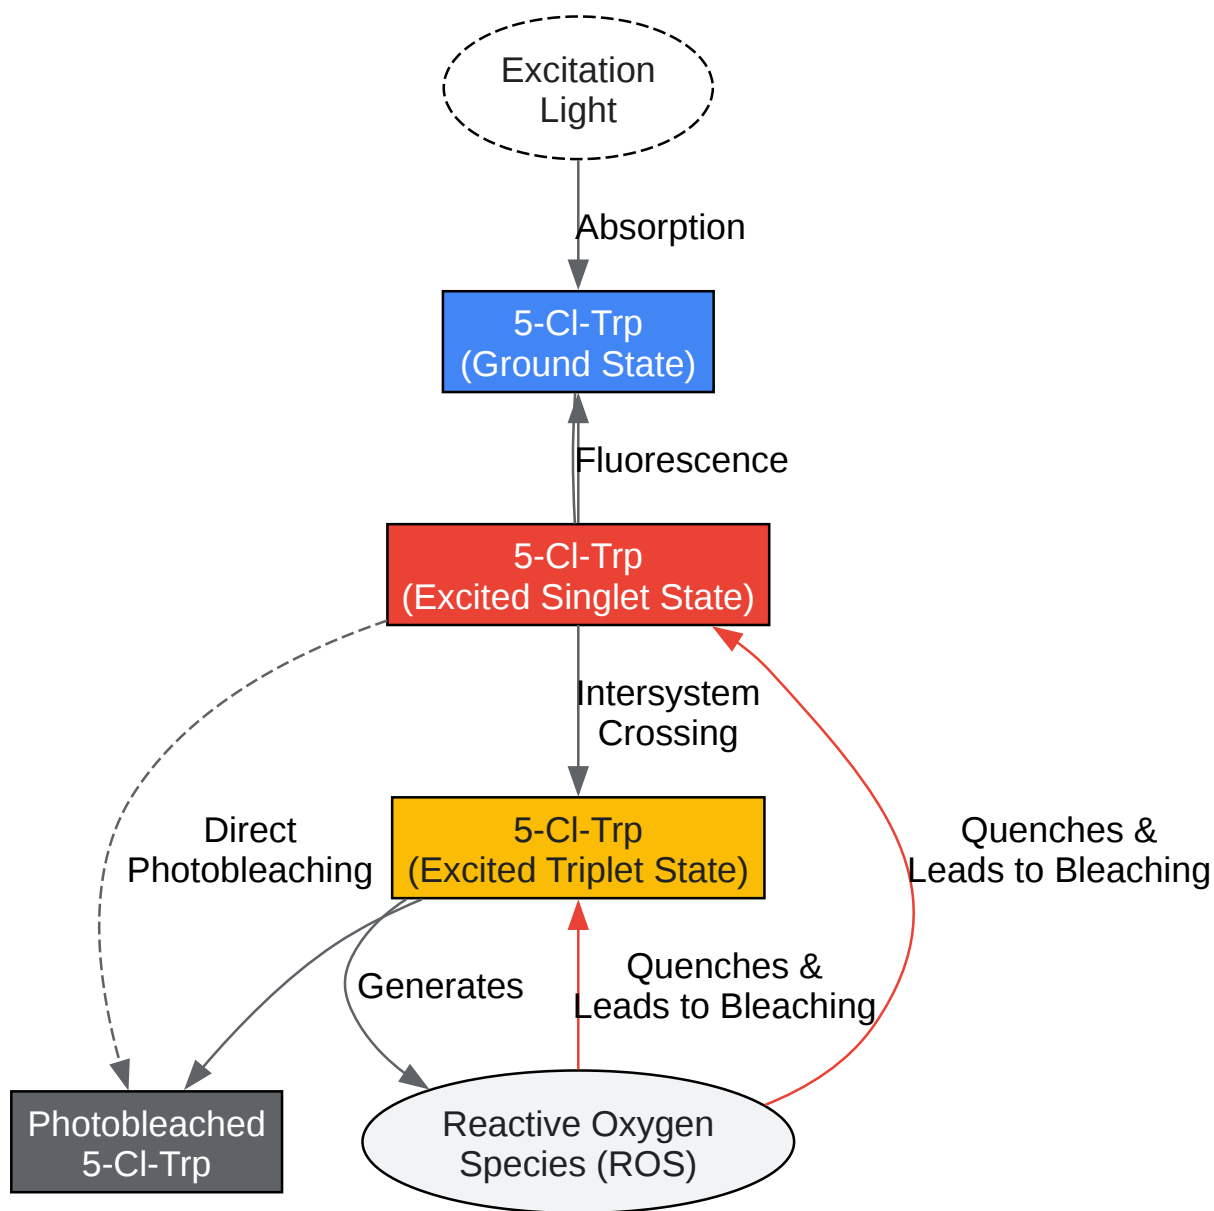 Excitation
Light
Absorption
5-Cl-Trp
(Ground State)
Fluorescence
5-Cl-Trp
(Excited Singlet State)
Intersystem
Crossing
Direct
Photobleaching
5-Cl-Trp
(Excited Triplet State)
Quenches &
Leads to Bleaching
Generates
Quenches &
Leads to Bleaching
Photobleached
5-Cl-Trp
Reactive Oxygen
Species (ROS)